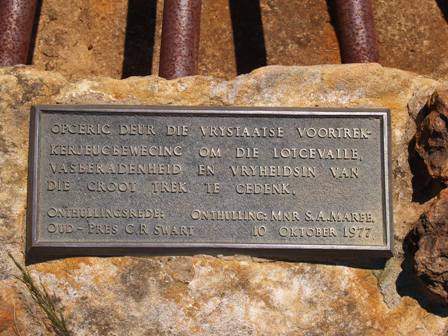 OPGERIG DEUR DIE VRYSTAATSE VOORTREK-
KERJEUGBEWEGING OM DIE LOTGEVALLE,
VASBERADENHEID EN VRYHEIDSIN VAN
DIE GROOT TREK TE GEDENK.
ONTHULLINGSREDE: ONTHULLING: MNR S.A. MAREE.
OUD-PRES C.R SWART 10 OKTOBER 1977